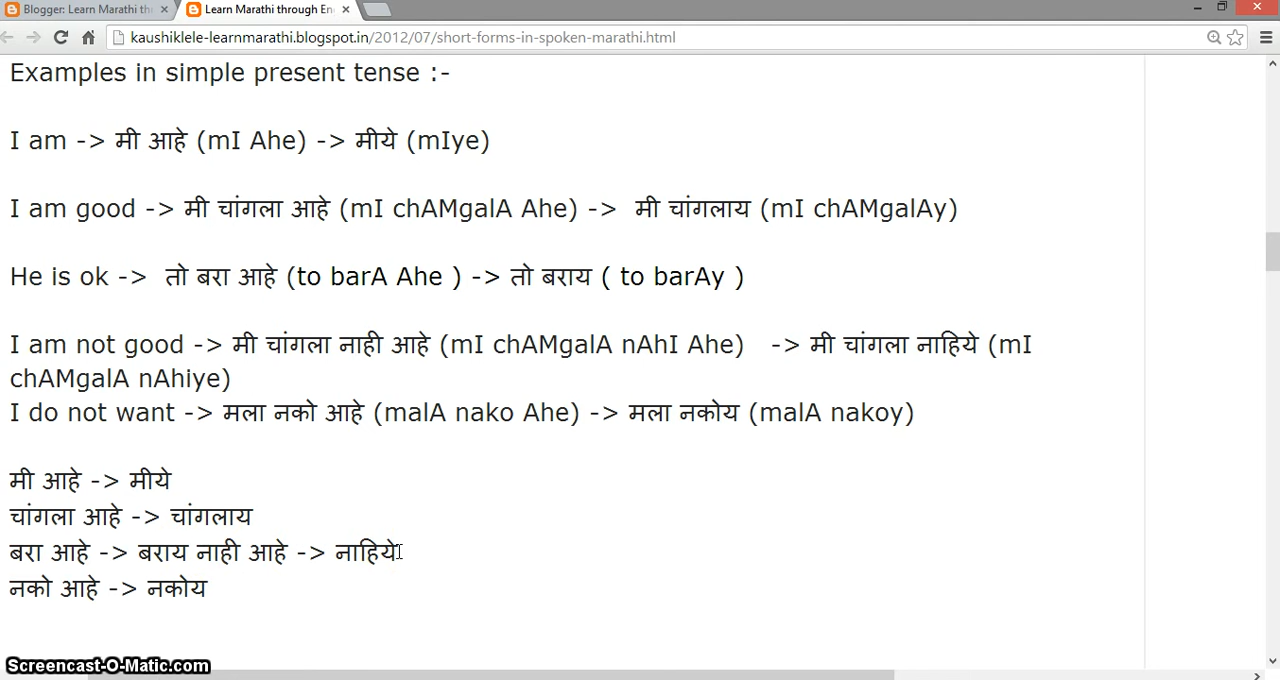 Blogger: Learn Marathi th
Learn Marathi through En
kaushiklele-learnmarathi.blogspot.in/2012/07/short-forms-in-spoken-marathi.html
Examples in simple present tense :-
I am -> मी आहे (mI Ahe) -> मीये (mIye)
I am good -> मी चांगला आहे (mI chAMgalA Ahe) -> मी चांगलाय (mI chAMgalAy)
He is ok -> तो बरा आहे (to barA Ahe ) -> तो बराय ( to barAy )
I am not good -> मी चांगला नाही आहे (mI chAMgalA nAhI Ahe) -> मी चांगला नाहिये (mI
chAMgalA nAhiye)
I do not want -> मला नको आहे (malA nako Ahe) -> मला नकोय (malA nakoy)
मी आहे -> मीये
चांगला आहे -> चांगलाय
बरा आहे -> बराय नाही आहे -> नाहिये
नको आहे -> नकोय
Screencast-O-Matic.com